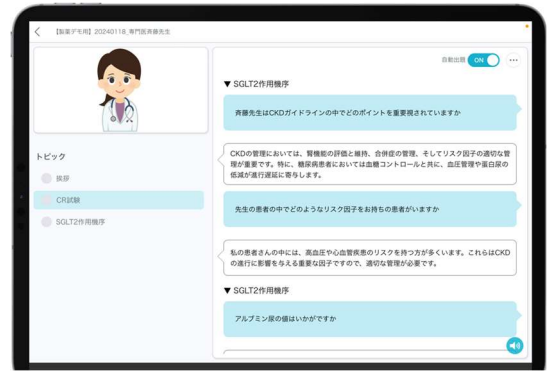 【製薬デモ用】20240118_専門医斉藤先生
自動出題 ON
▼ SGLT2作用機序
斉藤先生はCKDガイドラインの中でどのポイントを重要視されていますか
トピック
挨拶
CR試験
SGLT2作用機序
CKDの管理においては、腎機能の評価と維持、合併症の管理、そしてリスク因子の適切な管
理が重要です。特に、糖尿病患者においては血糖コントロールと共に、血圧管理や蛋白尿の
低減が進行遅延に寄与します。
先生の患者の中でどのようなリスク因子をお持ちの患者がいますか
私の患者さんの中には、高血圧や心血管疾患のリスクを持つ方が多くいます。これらはCKD
の進行に影響を与える重要な因子ですので、適切な管理が必要です。
▼ SGLT2作用機序
アルブミン尿の値はいかがですか